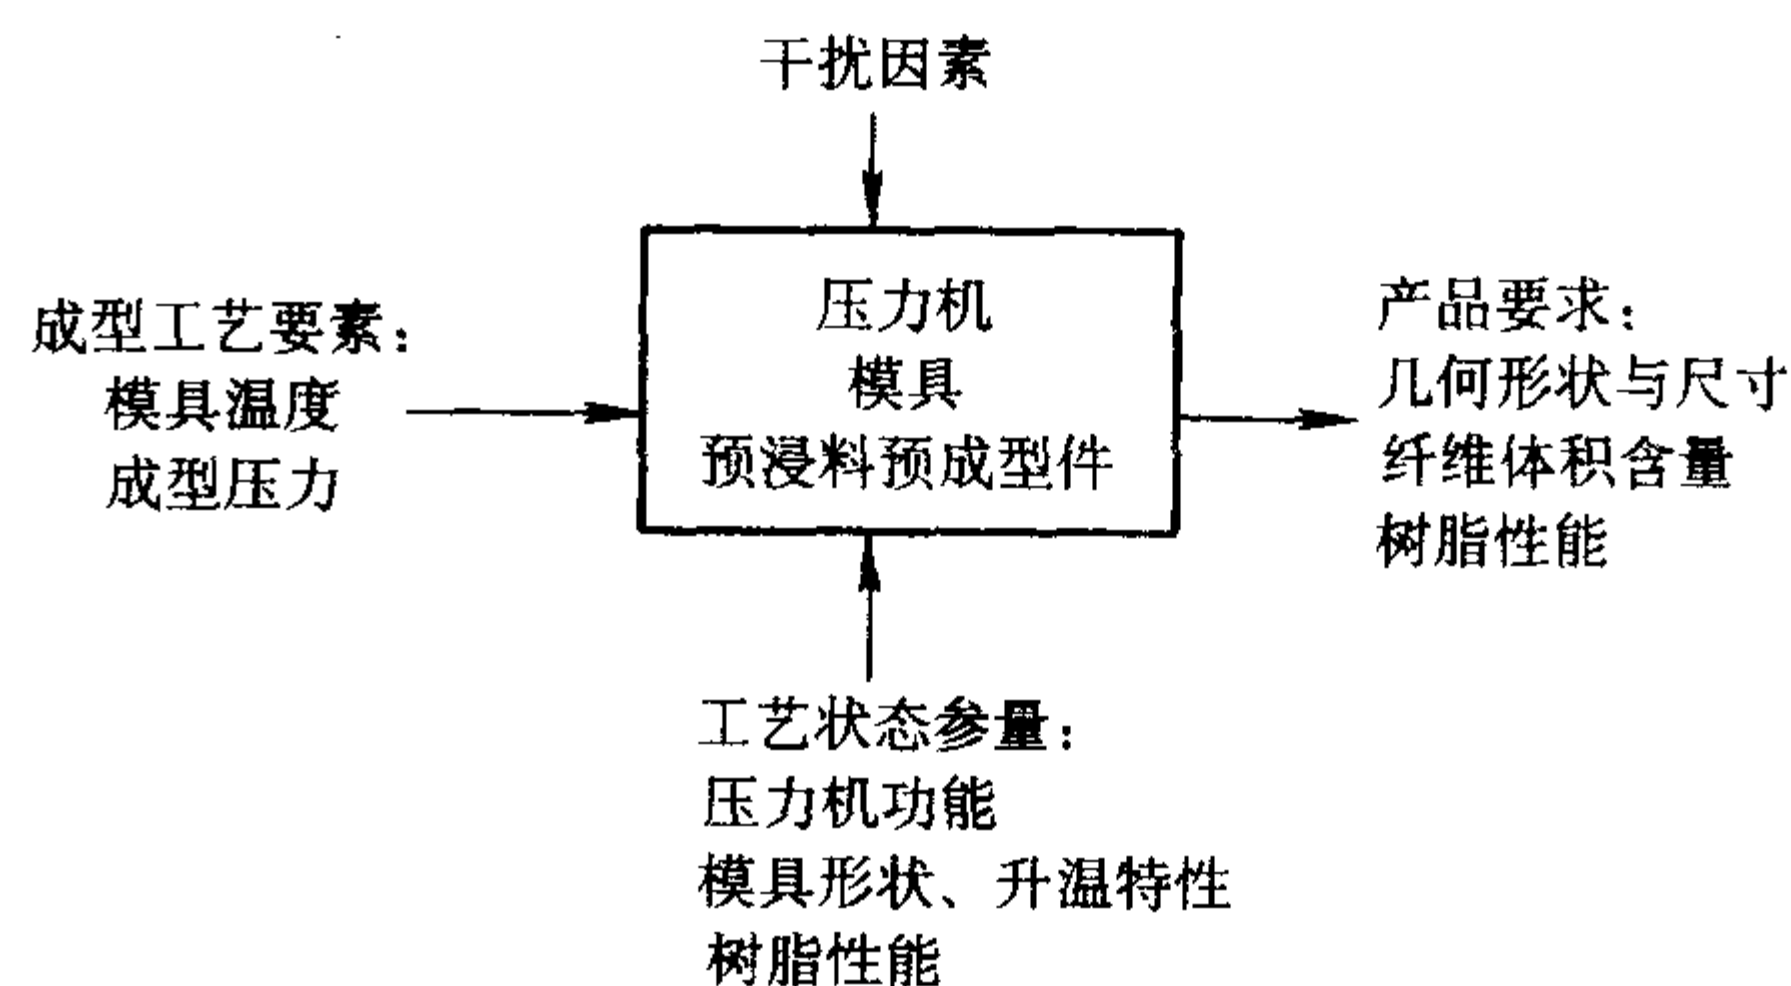 干扰因素
成型工艺要素：
模具温度
成型压力
压力机
模具
预浸料预成型件
产品要求：
几何形状与尺寸
纤维体积含量
树脂性能
工艺状态参量：
压力机功能
模具形状、升温特性
树脂性能